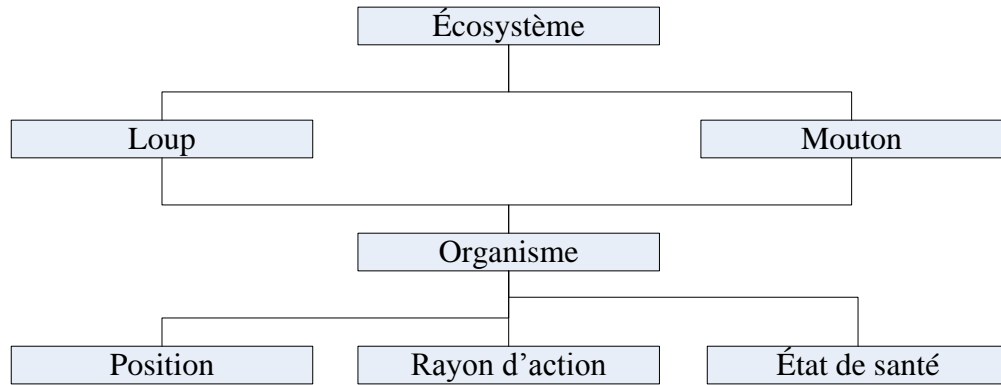 Écosystème
Loup
Mouton
Organisme
Position
Rayon d’action
État de santé